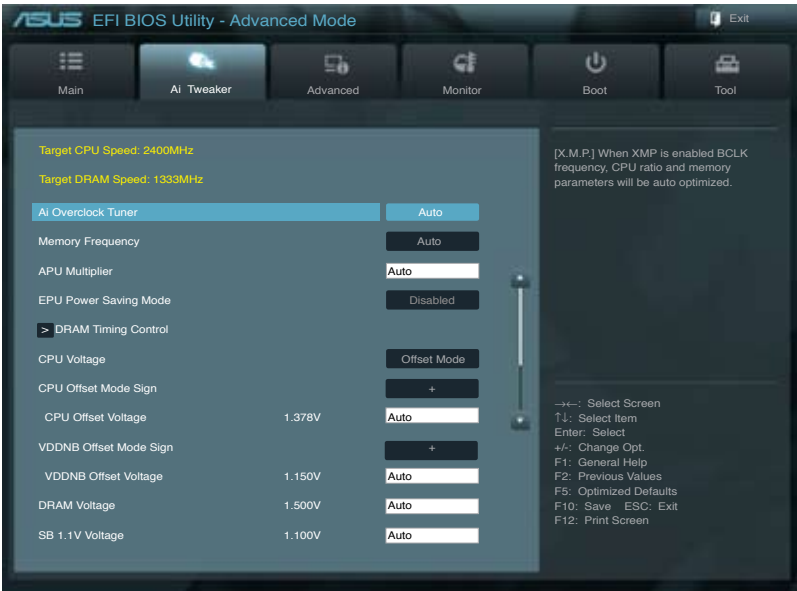 ASUS EFI BIOS Utility - Advanced Mode
Exit
Main
Ai Tweaker
Advanced
Monitor
Boot
Tool
Target CPU Speed: 2400MHz
Target DRAM Speed: 1333MHz
Ai Overclock Tuner Auto
Memory Frequency Auto
APU Multiplier Auto
EPU Power Saving Mode Disabled
> DRAM Timing Control
CPU Voltage Offset Mode
CPU Offset Mode Sign +
CPU Offset Voltage 1.378V Auto
VDDNB Offset Mode Sign +
VDDNB Offset Voltage 1.150V Auto
DRAM Voltage 1.500V Auto
SB 1.1V Voltage 1.100V Auto
[X.M.P.] When XMP is enabled BCLK
frequency, CPU ratio and memory
parameters will be auto optimized.
→←: Select Screen
↑↓: Select Item
Enter: Select
+/-: Change Opt.
F1: General Help
F2: Previous Values
F5: Optimized Defaults
F10: Save ESC: Exit
F12: Print Screen